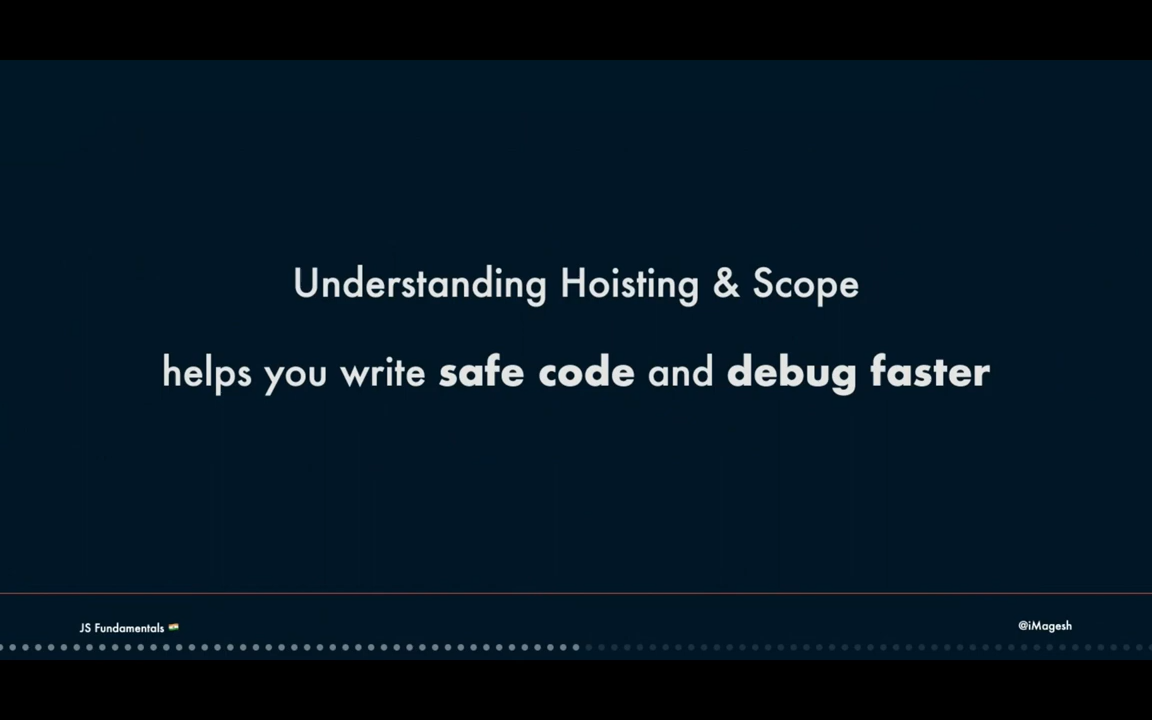 Understanding Hoisting & Scope
helps you write safe code and debug faster
JS Fundamentals 🇮🇳
@iMagesh